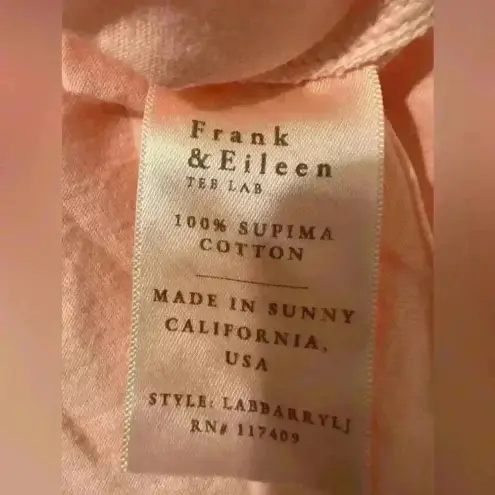 Frank
& Eileen
TEE LAB
100% SUPIMA
COTTON
MADE IN SUNNY
CALIFORNIA,
USA
STYLE: LABBARRYLJ
RN# 117409